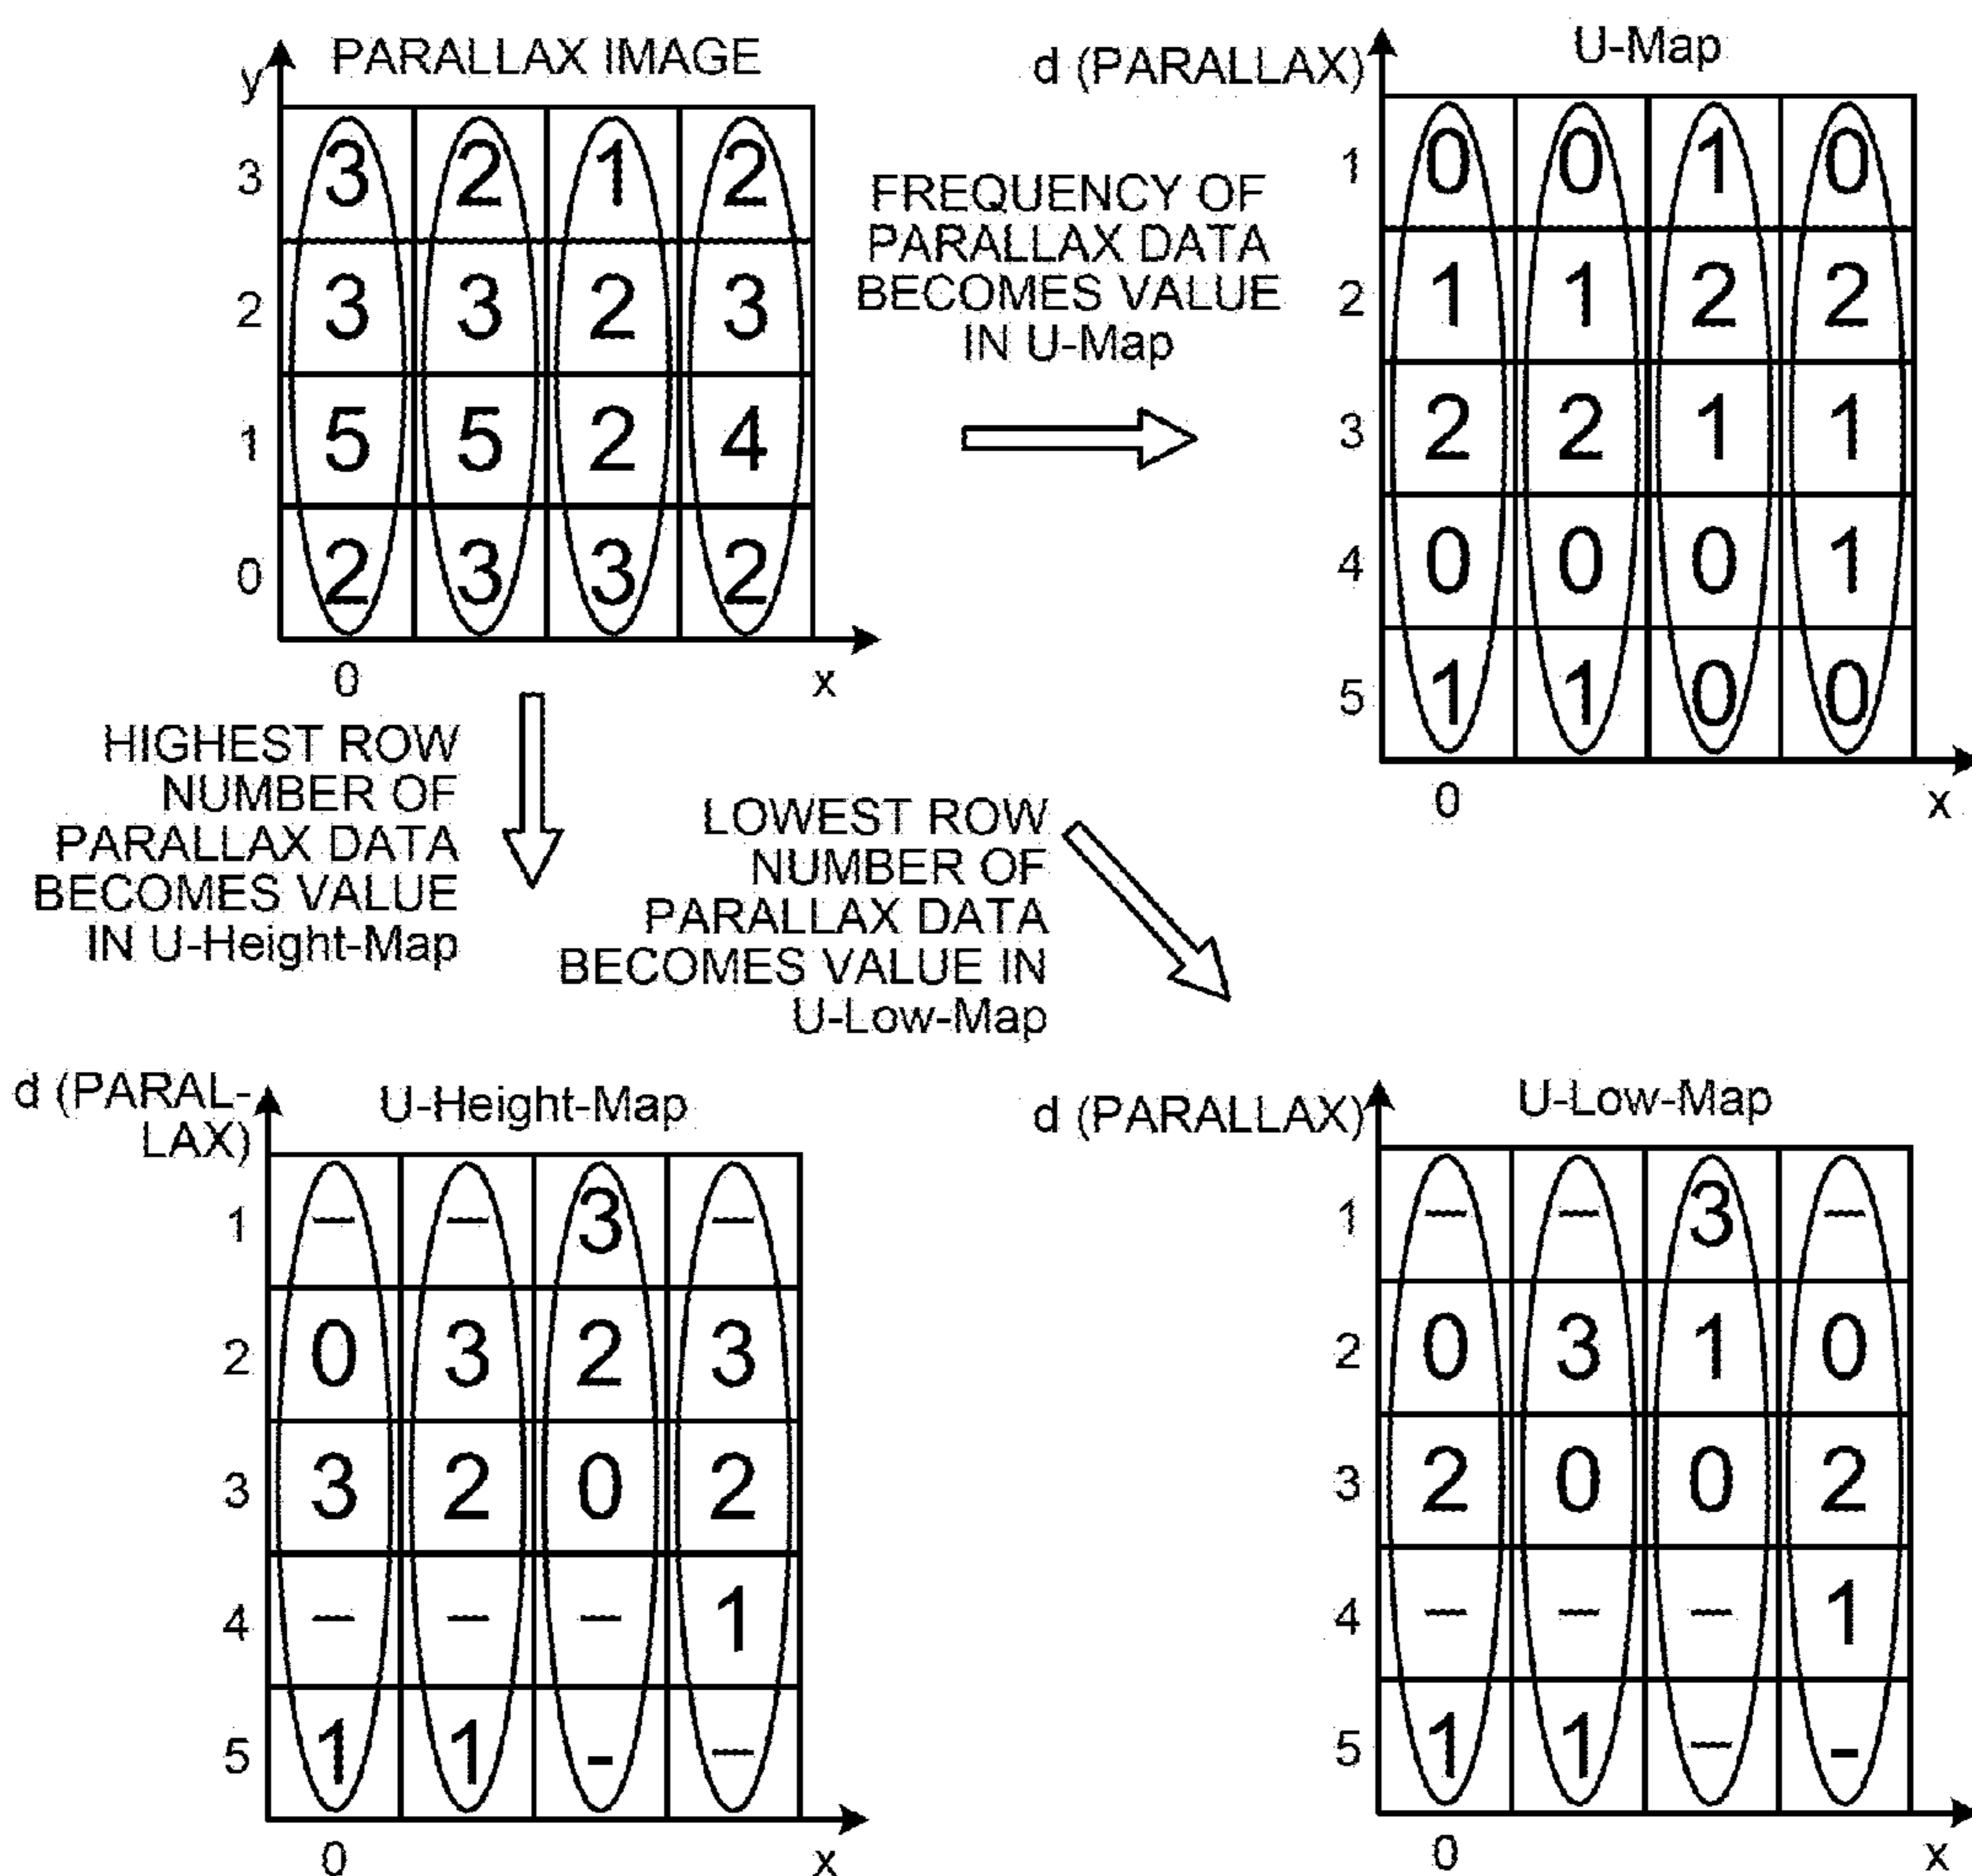 PARALLAX IMAGE
y
3 3 2 1 2
2 3 3 2 3
1 5 5 2 4
0 2 3 3 2
0 x
FREQUENCY OF
PARALLAX DATA
BECOMES VALUE
IN U-Map
U-Map
d (PARALLAX)
1 0 0 1 0
2 1 1 2 2
3 2 2 1 1
4 0 0 0 1
5 1 1 0 0
0 x
HIGHEST ROW
NUMBER OF
PARALLAX DATA
BECOMES VALUE
IN U-Height-Map
LOWEST ROW
NUMBER OF
PARALLAX DATA
BECOMES VALUE IN
U-Low-Map
d (PARAL-
LAX)
U-Height-Map
1 – – 3 –
2 0 3 2 3
3 3 2 0 2
4 – – – 1
5 1 1 - –
0 x
d (PARALLAX)
U-Low-Map
1 – – 3 –
2 0 3 1 0
3 2 0 0 2
4 – – – 1
5 1 1 – -
0 x